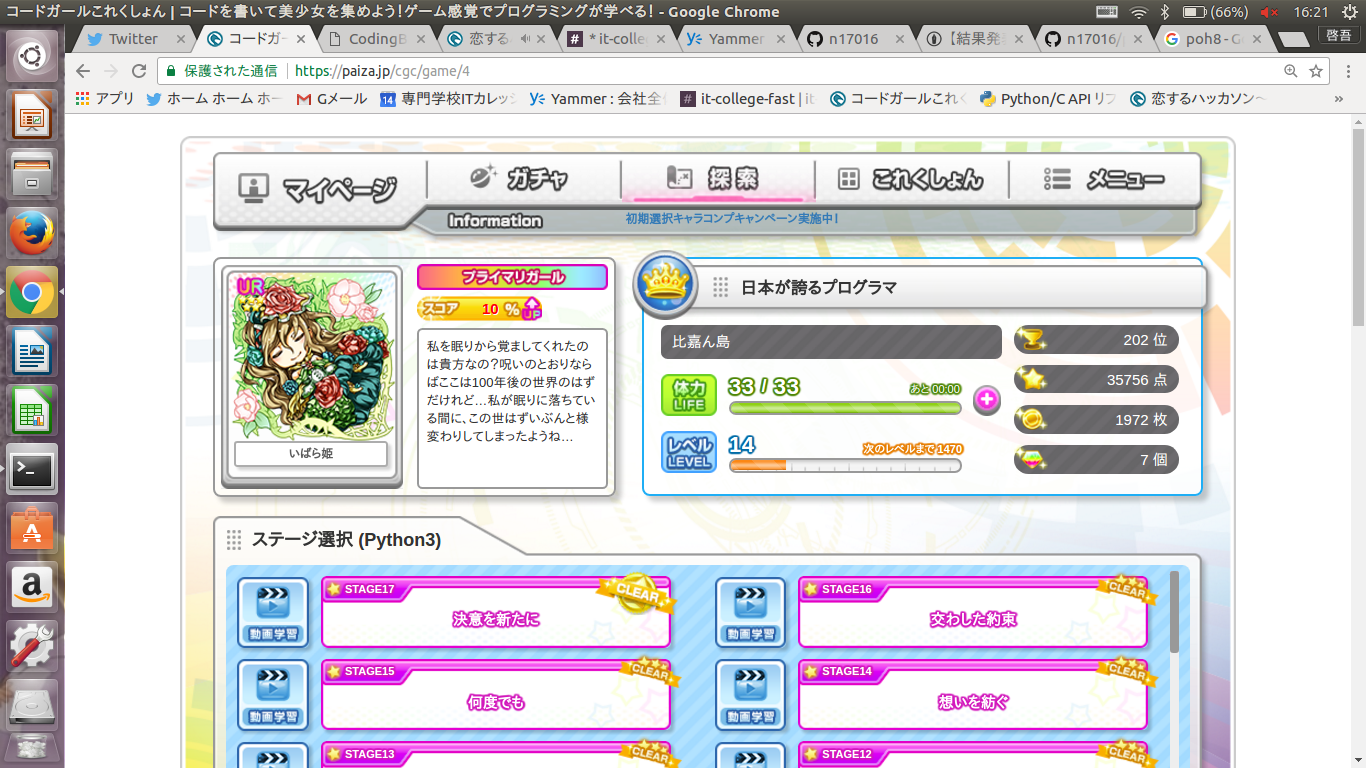 コードガールこれくしょん | コードを書いて美少女を集めよう!ゲーム感覚でプログラミングが学べる! - Google Chrome
(66%)
16:21
Twitter
コードガー
CodingB
恋する
* it-colle
Yammer
n17016
【結果発
n17016/p
poh8 - Go
啓吾
保護された通信
https://paiza.jp/cgc/game/4
アプリ
ホーム ホーム ホー
Gメール
専門学校ITカレッジ
Yammer : 会社全
it-college-fast | it
コードガールこれく
Python/C API リフ
恋するハッカソン~
»
マイページ
ガチャ
探索
これくしょん
メニュー
Information
初期選択キャラコンプキャンペーン実施中!
UR
いばら姫
プライマリガール
スコア 10 % UP
私を眠りから覚ましてくれたの
は貴方なの?呪いのとおりなら
ばここは100年後の世界のはず
だけれど…私が眠りに落ちてい
る間に、この世はずいぶんと様
変わりしてしまったようね…
日本が誇るプログラマ
比嘉ん島
体力
LIFE
33 / 33
あと 00:00
レベル
LEVEL
14
次のレベルまで 1470
202 位
35756 点
1972 枚
7 個
ステージ選択 (Python3)
動画学習
STAGE17
CLEAR
決意を新たに
動画学習
STAGE16
CLEAR
交わした約束
動画学習
STAGE15
CLEAR
何度でも
動画学習
STAGE14
CLEAR
想いを紡ぐ
STAGE13
CLEAR
STAGE12
CLEAR